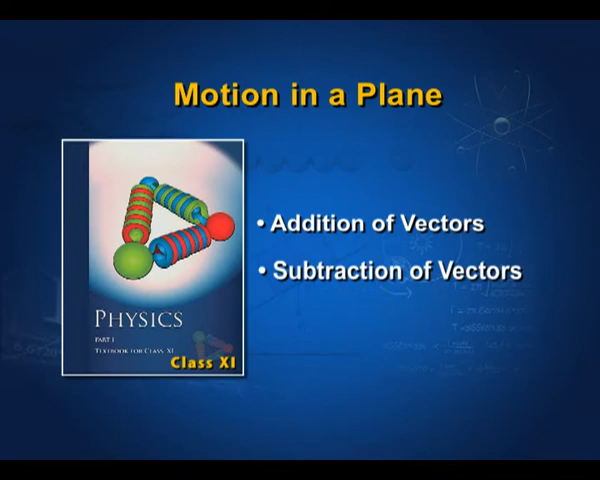 Motion in a Plane
• Addition of Vectors
• Subtraction of Vectors
PHYSICS
PART I
TEXTBOOK FOR CLASS XI
Class XI